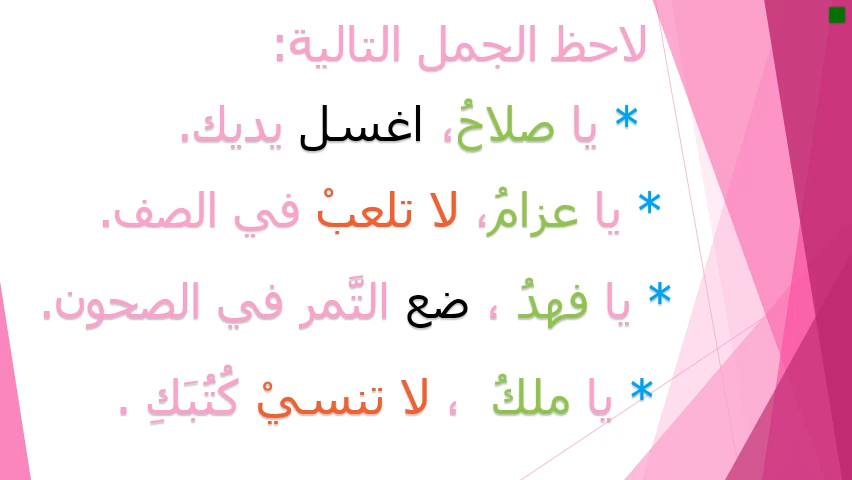 لاحظ الجمل التالية:
* يا صلاحُ، اغسل يديك.
* يا عزامُ، لا تلعبْ في الصف.
* يا فهدُ ، ضع التَّمر في الصحون.
* يا ملكُ ، لا تنسيْ كُتُبَكِ .